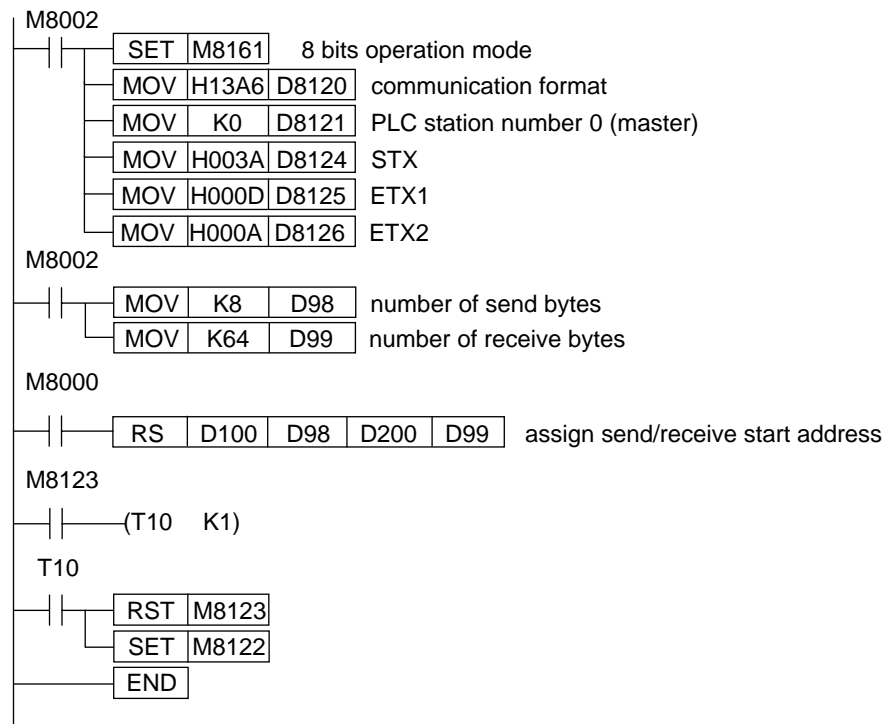 M8002
SET M8161 8 bits operation mode
MOV H13A6 D8120 communication format
MOV K0 D8121 PLC station number 0 (master)
MOV H003A D8124 STX
MOV H000D D8125 ETX1
MOV H000A D8126 ETX2
M8002
MOV K8 D98 number of send bytes
MOV K64 D99 number of receive bytes
M8000
RS D100 D98 D200 D99 assign send/receive start address
M8123
(T10 K1)
T10
RST M8123
SET M8122
END